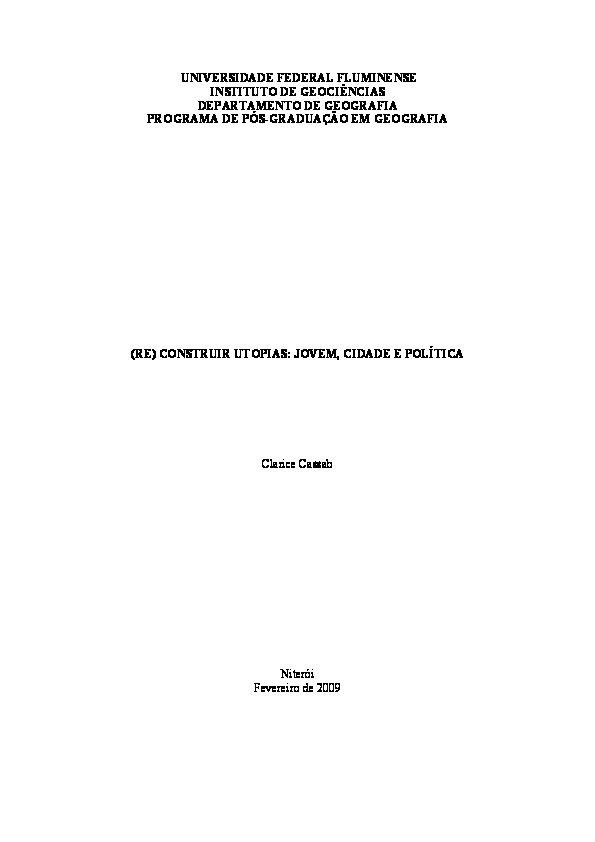 UNIVERSIDADE FEDERAL FLUMINENSE
INSTITUTO DE GEOCIÊNCIAS
DEPARTAMENTO DE GEOGRAFIA
PROGRAMA DE PÓS-GRADUAÇÃO EM GEOGRAFIA
(RE) CONSTRUIR UTOPIAS: JOVEM, CIDADE E POLÍTICA
Clarice Cassab
Niterói
Fevereiro de 2009